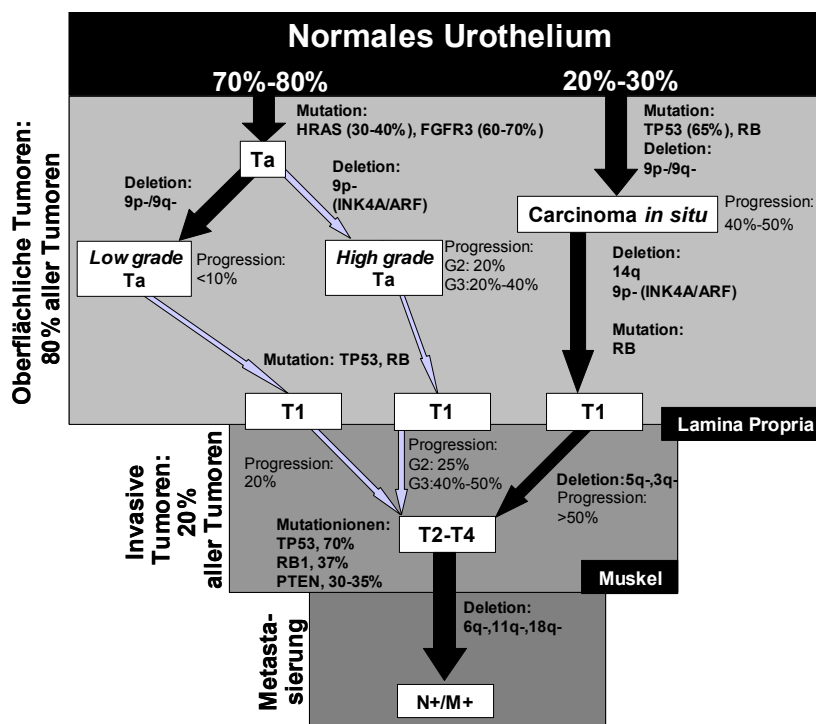 Normales Urothelium
70%-80%
20%-30%
Mutation:
HRAS (30-40%), FGFR3 (60-70%)
Mutation:
TP53 (65%), RB
Deletion:
9p-/9q-
Ta
Deletion:
9p-/9q-
Deletion:
9p-
(INK4A/ARF)
Carcinoma in situ
Progression:
40%-50%
Low grade
Ta
Progression:
<10%
High grade
Ta
Progression:
G2: 20%
G3:20%-40%
Deletion:
14q
9p- (INK4A/ARF)
Mutation:
RB
Mutation: TP53, RB
T1
T1
T1
Lamina Propria
Oberflächliche Tumoren:
80% aller Tumoren
Progression:
20%
Progression:
G2: 25%
G3:40%-50%
Deletion:5q-,3q-
Progression:
>50%
Mutationionen:
TP53, 70%
RB1, 37%
PTEN, 30-35%
T2-T4
Muskel
Invasive
Tumoren:
20%
aller Tumoren
Deletion:
6q-,11q-,18q-
N+/M+
Metasta-
sierung